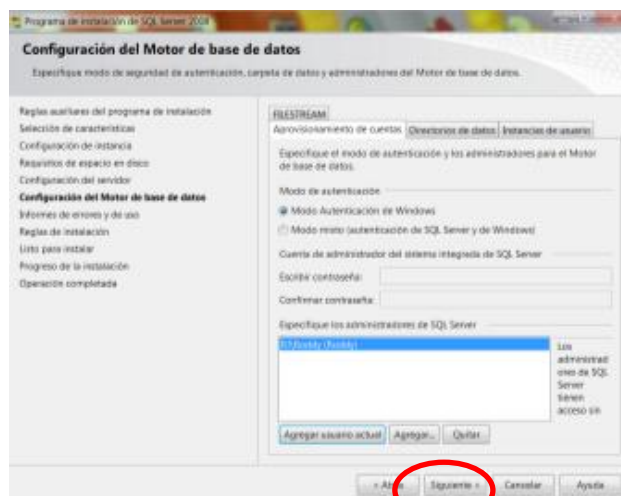 Programa de instalación de SQL Server 2008
Configuración del Motor de base de datos
Especifique modo de seguridad de autenticación, carpeta de datos y administradores del Motor de base de datos.
Reglas auxiliares del programa de instalación
Selección de características
Configuración de instancia
Requisitos de espacio en disco
Configuración del servidor
Configuración del Motor de base de datos
Informes de errores y de uso
Reglas de instalación
Listo para instalar
Progreso de la instalación
Operación completada
FILESTREAM
Aprovisionamiento de cuentas Directorios de datos Instancias de usuario
Especifique el modo de autenticación y los administradores para el Motor
de base de datos.
Modo de autenticación
Modo Autenticación de Windows
Modo mixto (autenticación de SQL Server y de Windows)
Cuenta de administrador del sistema integrada de SQL Server
Escribir contraseña:
Confirmar contraseña:
Especifique los administradores de SQL Server
Los
administrad
ores de SQL
Server
tienen
acceso sin
Agregar usuario actual Agregar... Quitar
< Atrás Siguiente > Cancelar Ayuda